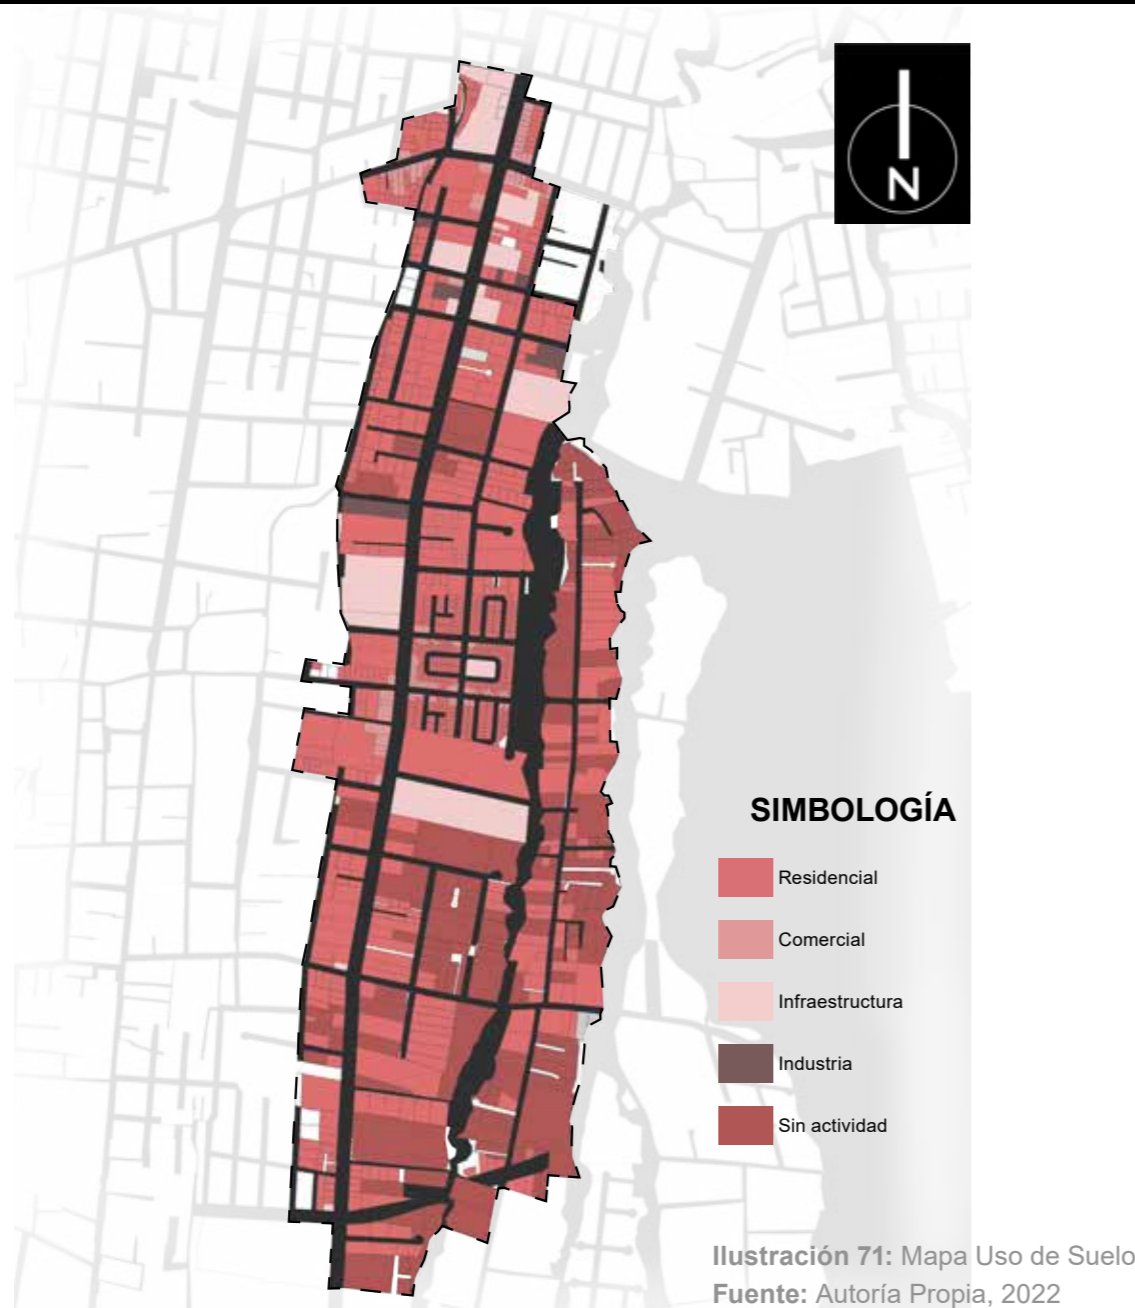 N
SIMBOLOGÍA
Residencial
Comercial
Infraestructura
Industria
Sin actividad
Ilustración 71: Mapa Uso de Suelo
Fuente: Autoría Propia, 2022